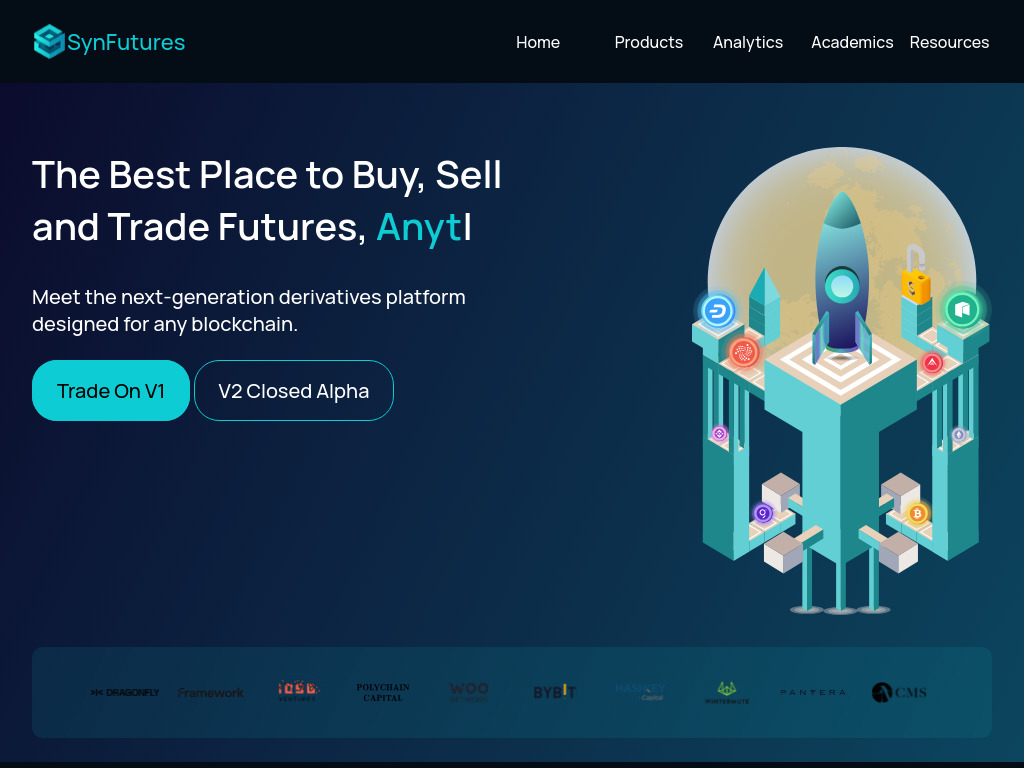 SynFutures
Home Products Analytics Academics Resources
The Best Place to Buy, Sell
and Trade Futures, Anyt
Meet the next-generation derivatives platform
designed for any blockchain.
Trade On V1 V2 Closed Alpha
DRAGONFLY Framework POLYCHAIN CAPITAL WOO BYBIT HASHKEY Capital WINTERMUTE PANTERA CMS